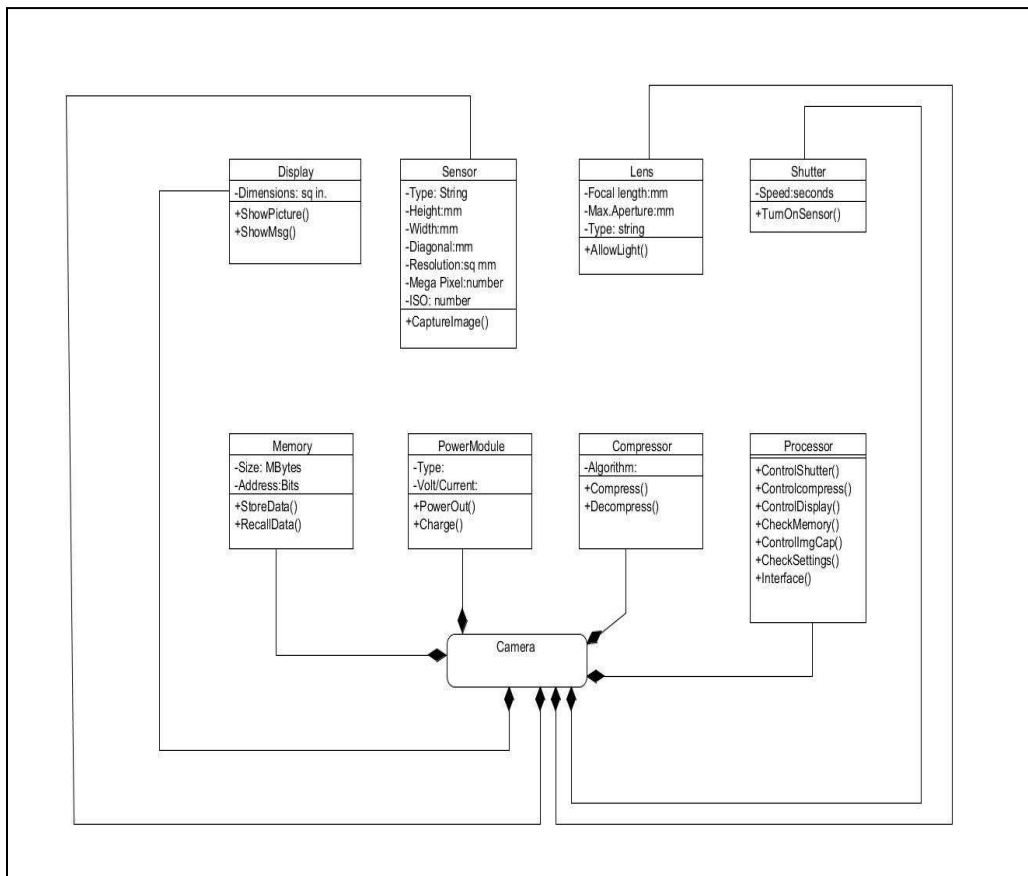 Display
-Dimensions: sq in.
+ShowPicture()
+ShowMsg()
Sensor
-Type: String
-Height:mm
-Width:mm
-Diagonal:mm
-Resolution:sq mm
-Mega Pixel:number
-ISO: number
+CaptureImage()
Lens
-Focal length:mm
-Max.Aperture:mm
-Type: string
+AllowLight()
Shutter
-Speed:seconds
+TurnOnSensor()
Memory
-Size: MBytes
-Address:Bits
+StoreData()
+RecallData()
PowerModule
-Type:
-Volt/Current:
+PowerOut()
+Charge()
Compressor
-Algorithm:
+Compress()
+Decompress()
Processor
+ControlShutter()
+Controlcompress()
+ControlDisplay()
+CheckMemory()
+ControlImgCap()
+CheckSettings()
+Interface()
Camera